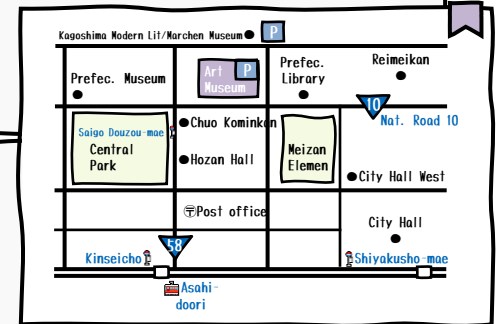 Kagoshima Modern Lit/Marchen Museum
P
Prefec. Museum
Art
Museum
P
Prefec.
Library
Reimeikan
10
Nat. Road 10
Saigo Douzou-mae
Central
Park
Chuo Kominkan
Hozan Hall
Meizan
Elemen
City Hall West
〒Post office
City Hall
58
Kinseicho
Shiyakusho-mae
Asahi-
doori